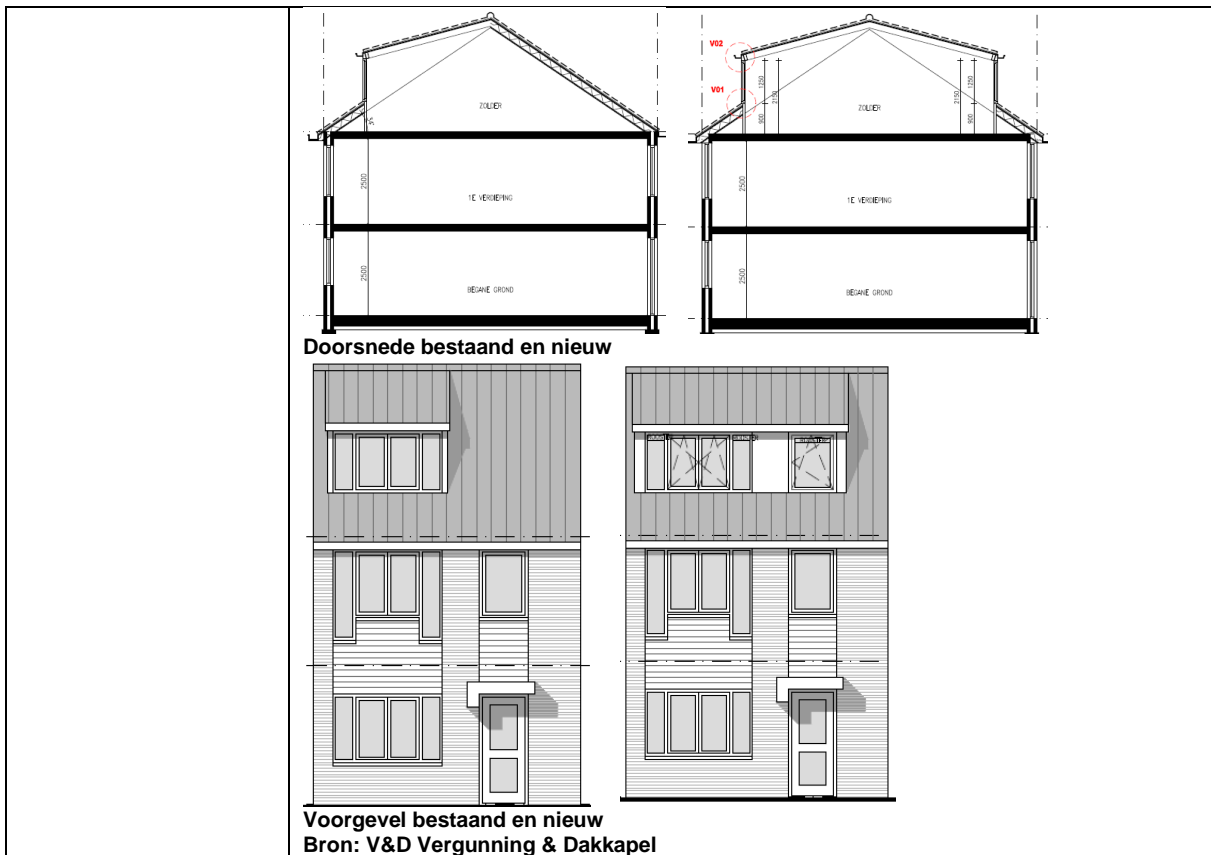 ZOLDER
2500
1E VERDIEPING
2500
BEGANE GROND
V02
V01
1250
2150
900
ZOLDER
2150
1250
900
2500
1E VERDIEPING
2500
BEGANE GROND
Doorsnede bestaand en nieuw
Voorgevel bestaand en nieuw
Bron: V&D Vergunning & Dakkapel